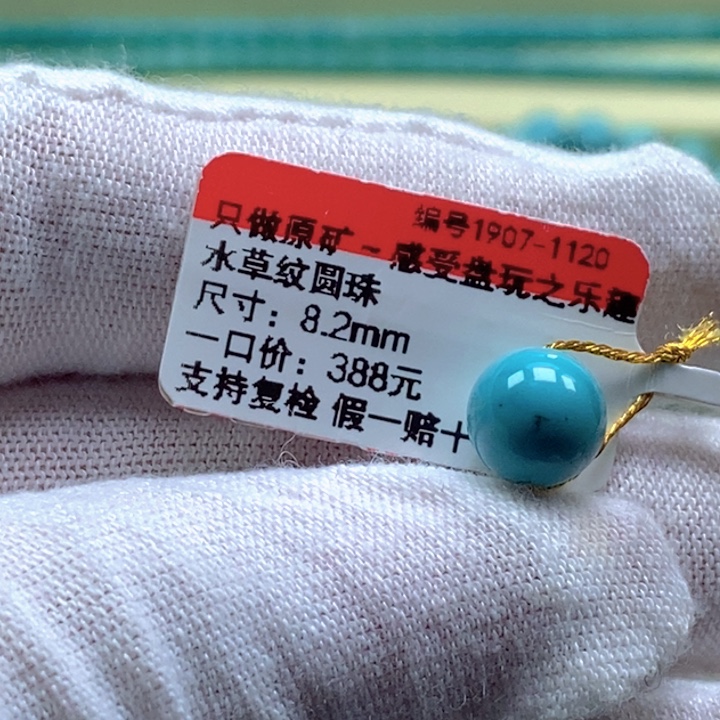 编号1907-1120
只做原矿-感受盘玩之乐趣
水草纹圆珠
尺寸：8.2mm
一口价：388元
支持复检 假一赔十